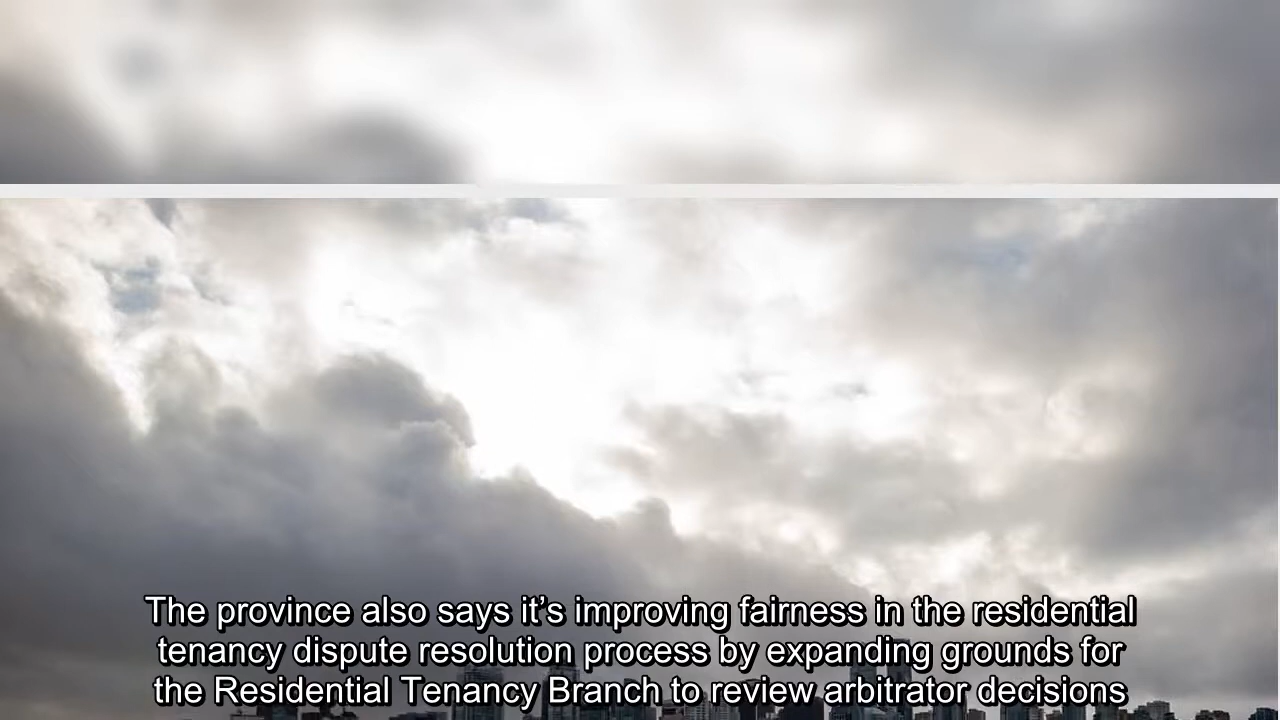 The province also says it’s improving fairness in the residential
tenancy dispute resolution process by expanding grounds for
the Residential Tenancy Branch to review arbitrator decisions